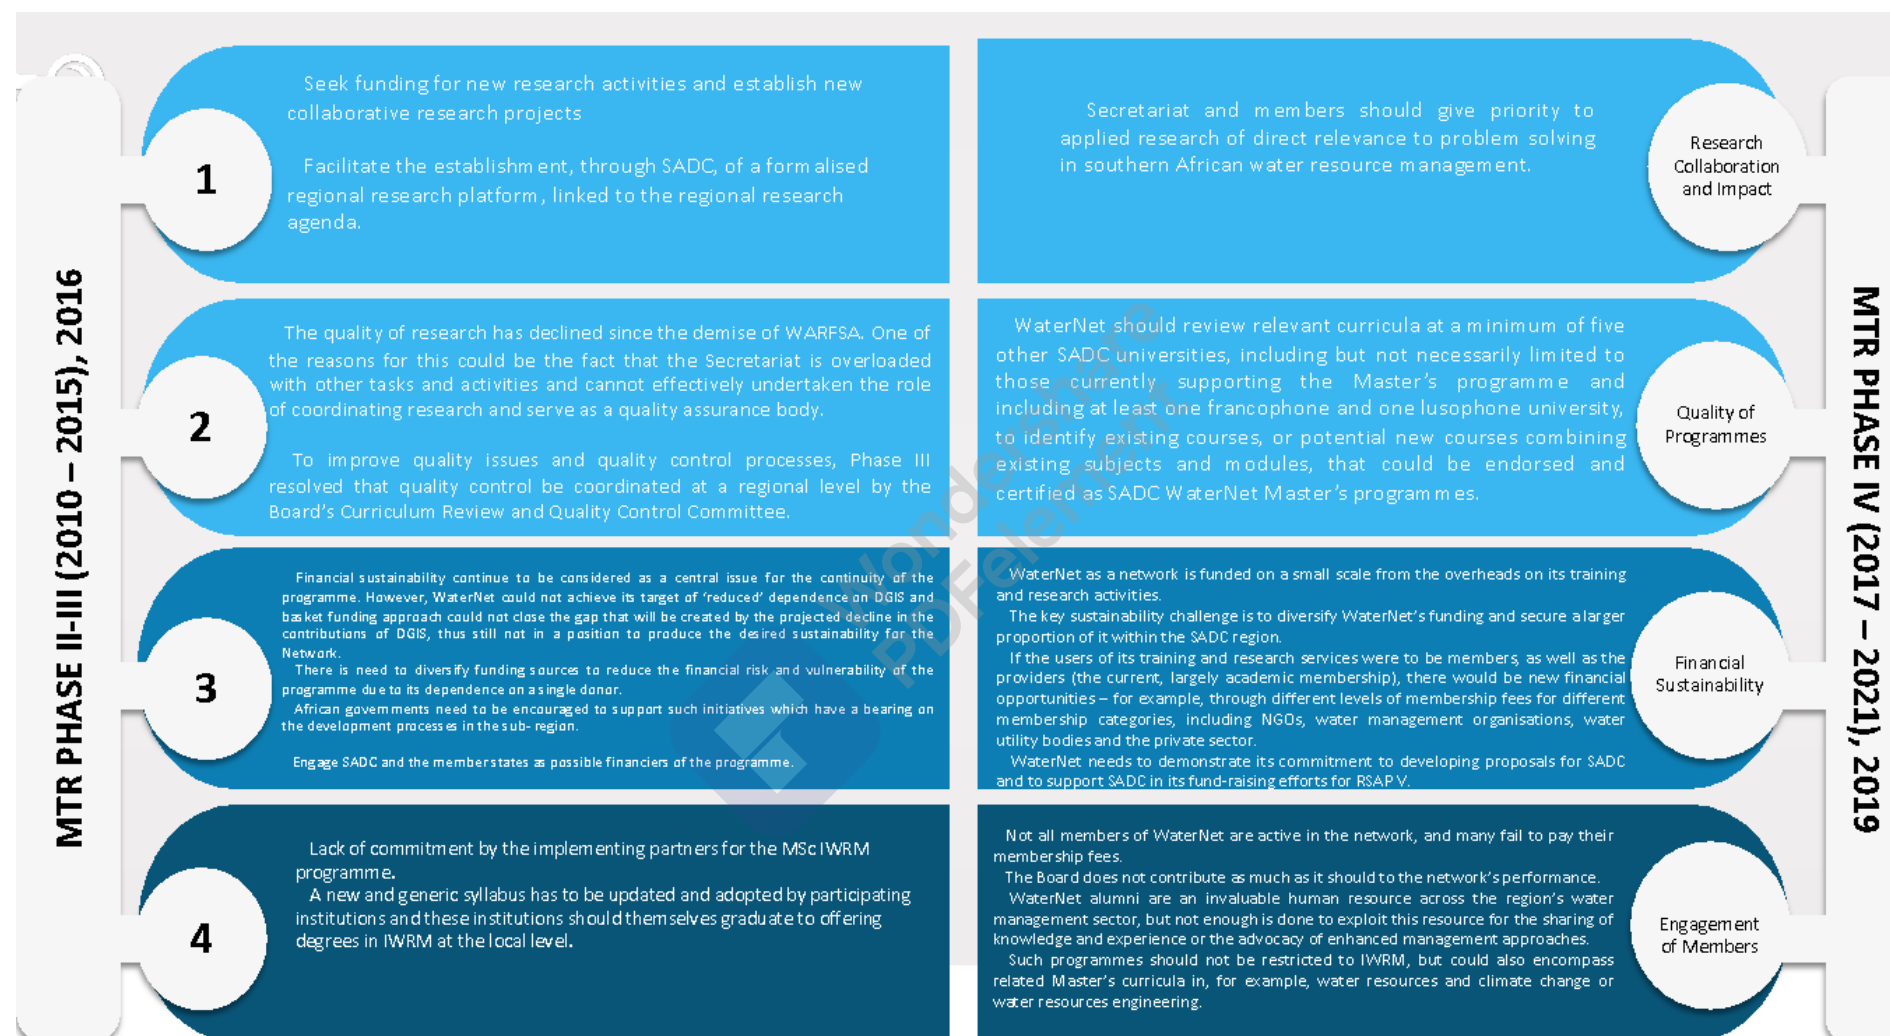 MTR PHASE II-III (2010 – 2015), 2016
1
Seek funding for new research activities and establish new
collaborative research projects
Facilitate the establishment, through SADC, of a formalised
regional research platform, linked to the regional research
agenda.
Secretariat and members should give priority to
applied research of direct relevance to problem solving
in southern African water resource management.
Research
Collaboration
and Impact
2
The quality of research has declined since the demise of WARFSA. One of
the reasons for this could be the fact that the Secretariat is overloaded
with other tasks and activities and cannot effectively undertaken the role
of coordinating research and serve as a quality assurance body.
To improve quality issues and quality control processes, Phase III
resolved that quality control be coordinated at a regional level by the
Board's Curriculum Review and Quality Control Committee.
WaterNet should review relevant curricula at a minimum of five
other SADC universities, including but not necessarily limited to
those currently supporting the Master's programme and
including at least one francophone and one lusophone university,
to identify existing courses, or potential new courses combining
existing subjects and modules, that could be endorsed and
certified as SADC WaterNet Master's programmes.
Quality of
Programmes
3
Financial sustainability continue to be considered as a central issue for the continuity of the
programme. However, WaterNet could not achieve its target of 'reduced' dependence on DGIS and
basket funding approach could not close the gap that will be created by the projected decline in the
contributions of DGIS, thus still not in a position to produce the desired sustainability for the
Network.
There is need to diversify funding sources to reduce the financial risk and vulnerability of the
programme due to its dependence on a single donor.
African governments need to be encouraged to support such initiatives which have a bearing on
the development processes in the sub- region.
Engage SADC and the member states as possible financiers of the programme.
WaterNet as a network is funded on a small scale from the overheads on its training
and research activities.
The key sustainability challenge is to diversify WaterNet's funding and secure a larger
proportion of it within the SADC region.
If the users of its training and research services were to be members, as well as the
providers (the current, largely academic membership), there would be new financial
opportunities – for example, through different levels of membership fees for different
membership categories, including NGOs, water management organisations, water
utility bodies and the private sector.
WaterNet needs to demonstrate its commitment to developing proposals for SADC
and to support SADC in its fund-raising efforts for RSAP V.
Financial
Sustainability
4
Lack of commitment by the implementing partners for the MSc IWRM
programme.
A new and generic syllabus has to be updated and adopted by participating
institutions and these institutions should themselves graduate to offering
degrees in IWRM at the local level.
Not all members of WaterNet are active in the network, and many fail to pay their
membership fees.
The Board does not contribute as much as it should to the network's performance.
WaterNet alumni are an invaluable human resource across the region's water
management sector, but not enough is done to exploit this resource for the sharing of
knowledge and experience or the advocacy of enhanced management approaches.
Such programmes should not be restricted to IWRM, but could also encompass
related Master's curricula in, for example, water resources and climate change or
water resources engineering.
Engagement
of Members
MTR PHASE IV (2017 – 2021), 2019
Wondershare
PDFelement